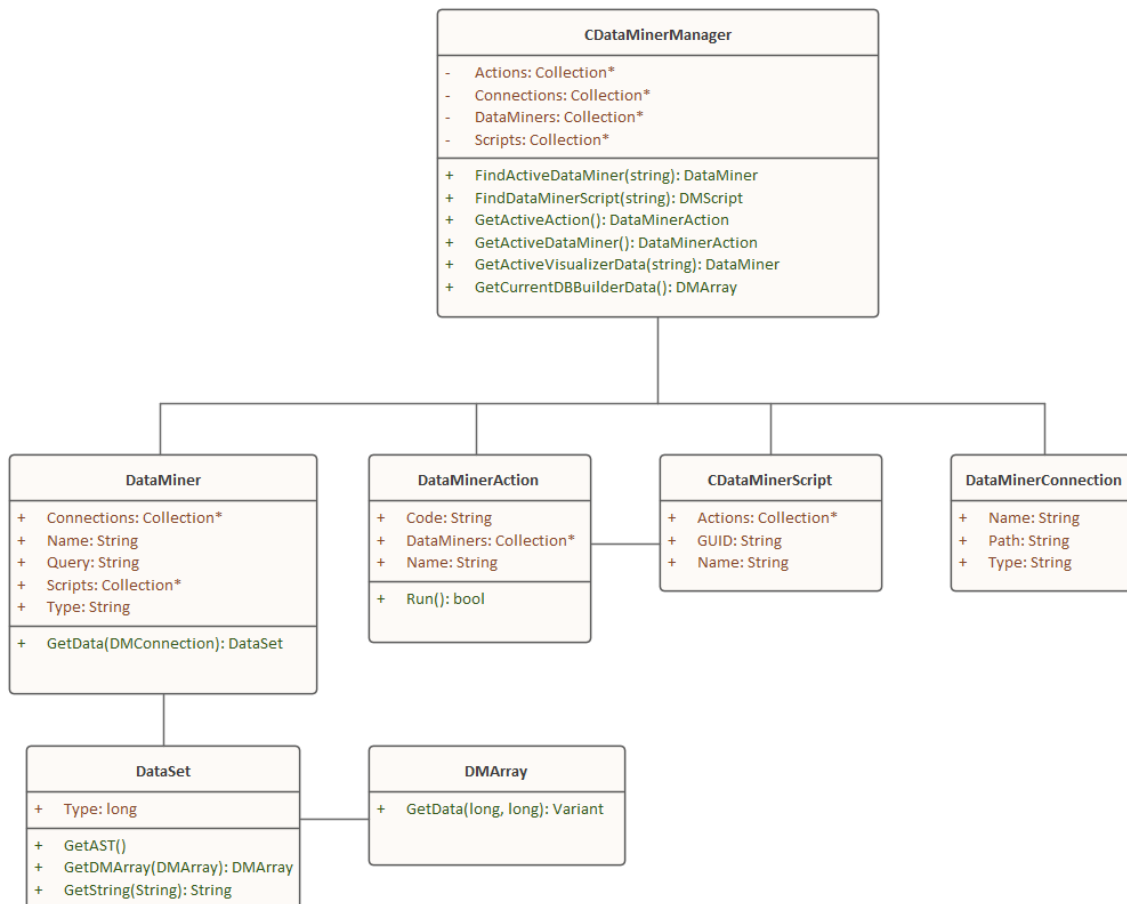 CDataMinerManager
- Actions: Collection*
- Connections: Collection*
- DataMiners: Collection*
- Scripts: Collection*
+ FindActiveDataMiner(string): DataMiner
+ FindDataMinerScript(string): DMScript
+ GetActiveAction(): DataMinerAction
+ GetActiveDataMiner(): DataMinerAction
+ GetActiveVisualizerData(string): DataMiner
+ GetCurrentDBBuilderData(): DMArray
DataMiner
+ Connections: Collection*
+ Name: String
+ Query: String
+ Scripts: Collection*
+ Type: String
+ GetData(DMConnection): DataSet
DataMinerAction
+ Code: String
+ DataMiners: Collection*
+ Name: String
+ Run(): bool
CDataMinerScript
+ Actions: Collection*
+ GUID: String
+ Name: String
DataMinerConnection
+ Name: String
+ Path: String
+ Type: String
DataSet
+ Type: long
+ GetAST()
+ GetDMArray(DMArray): DMArray
+ GetString(String): String
DMArray
+ GetData(long, long): Variant